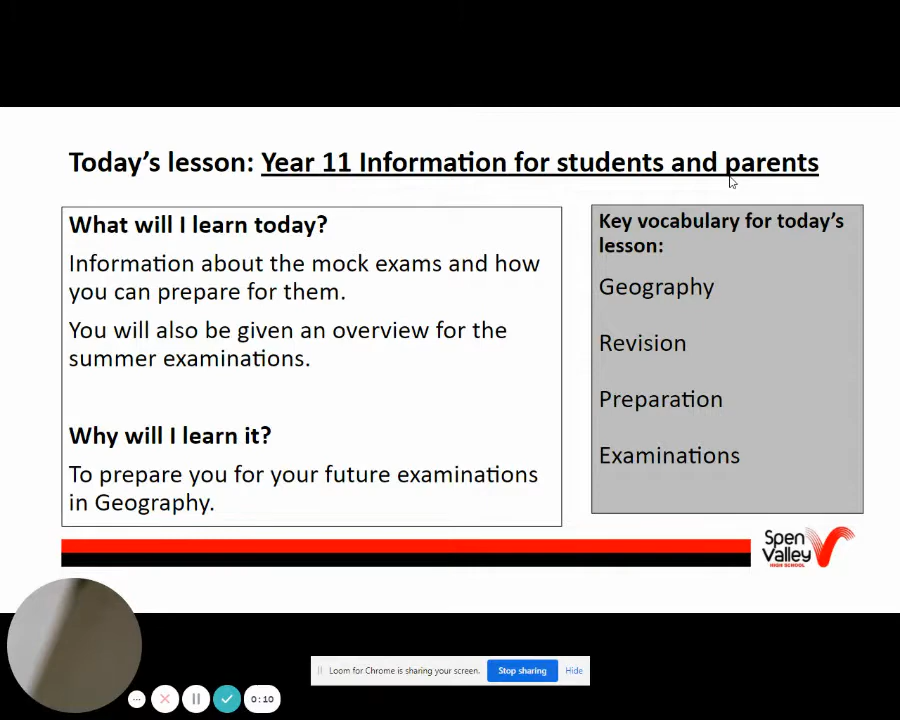 Today's lesson: Year 11 Information for students and parents
What will I learn today?
Information about the mock exams and how
you can prepare for them.
You will also be given an overview for the
summer examinations.
Why will I learn it?
To prepare you for your future examinations
in Geography.
Key vocabulary for today's
lesson:
Geography
Revision
Preparation
Examinations
Spen
Valley
HIGH SCHOOL
Loom for Chrome is sharing your screen.
Stop sharing
Hide
0:10